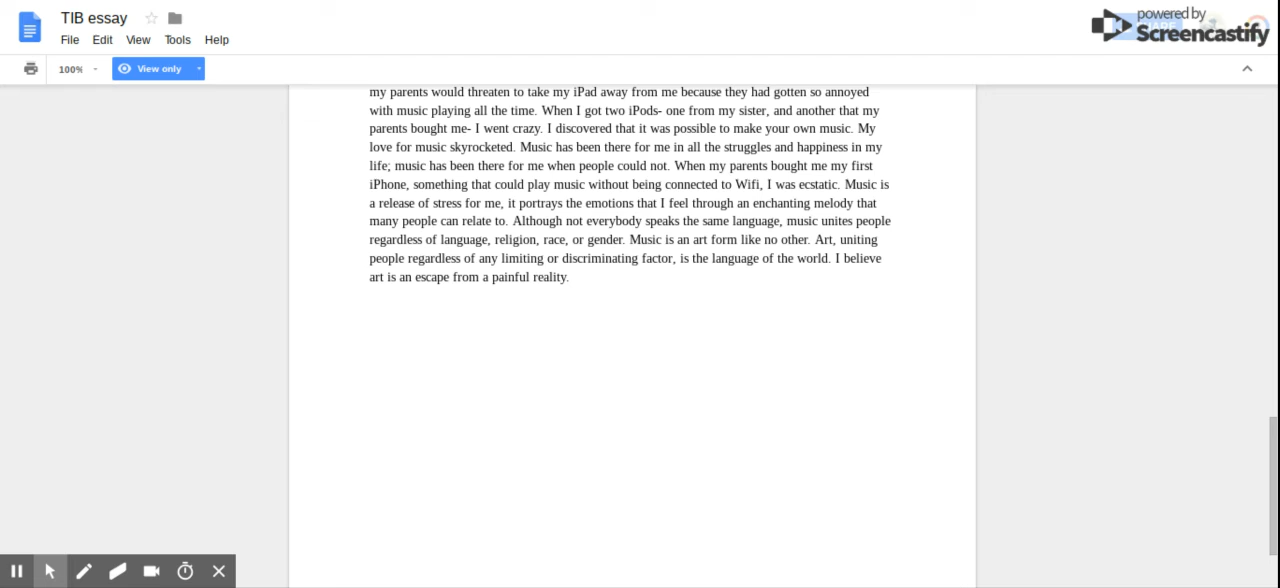 TIB essay
File Edit View Tools Help
powered by
Screencastify
100% View only
my parents would threaten to take my iPad away from me because they had gotten so annoyed
with music playing all the time. When I got two iPods- one from my sister, and another that my
parents bought me- I went crazy. I discovered that it was possible to make your own music. My
love for music skyrocketed. Music has been there for me in all the struggles and happiness in my
life; music has been there for me when people could not. When my parents bought me my first
iPhone, something that could play music without being connected to Wifi, I was ecstatic. Music is
a release of stress for me, it portrays the emotions that I feel through an enchanting melody that
many people can relate to. Although not everybody speaks the same language, music unites people
regardless of language, religion, race, or gender. Music is an art form like no other. Art, uniting
people regardless of any limiting or discriminating factor, is the language of the world. I believe
art is an escape from a painful reality.